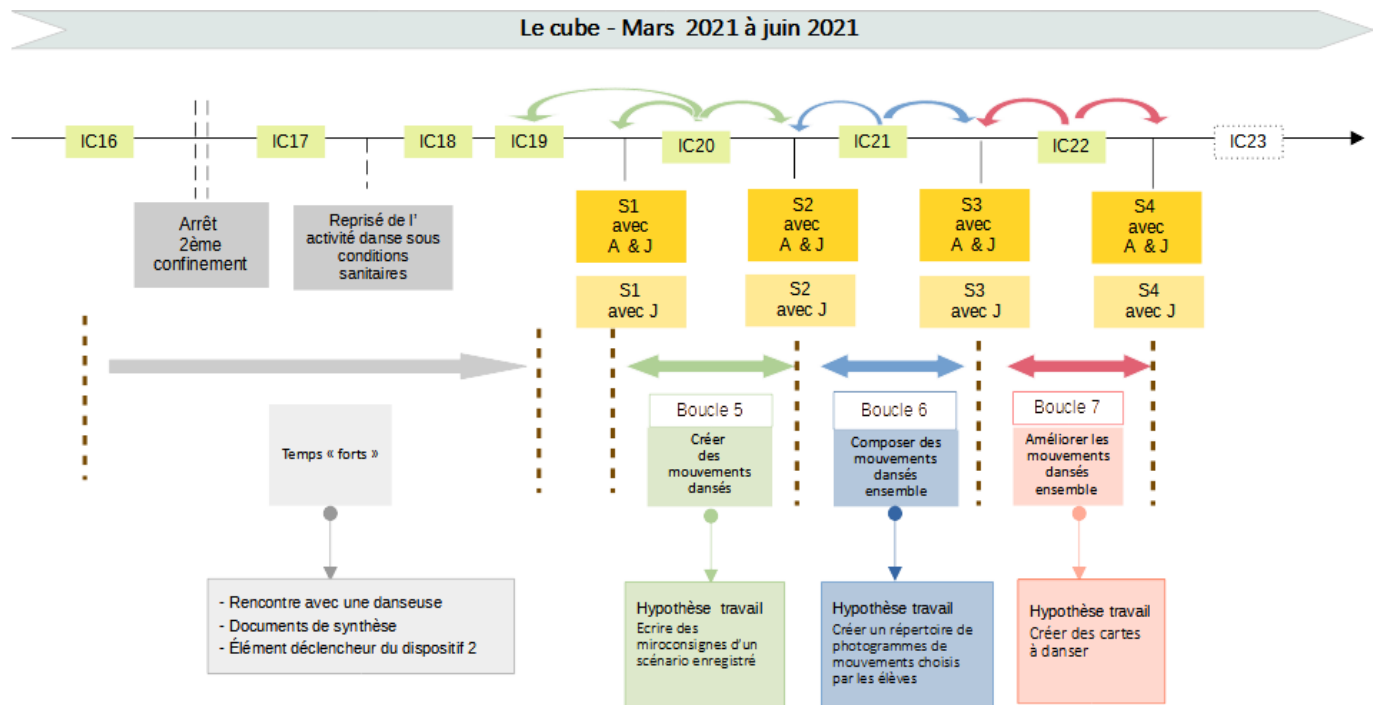 Le cube - Mars 2021 à juin 2021
IC16
IC17
IC18
IC19
IC20
IC21
IC22
IC23
Arrêt
2ème
confinement
Reprisé de l'
activité danse sous
conditions
sanitaires
S1
avec
A & J
S2
avec
A & J
S3
avec
A & J
S4
avec
A & J
S1
avec J
S2
avec J
S3
avec J
S4
avec J
Temps « forts »
Boucle 5
Créer
des
mouvements
dansés
Boucle 6
Composer des
mouvements
dansés
ensemble
Boucle 7
Améliorer les
mouvements
dansés
ensemble
- Rencontre avec une danseuse
- Documents de synthèse
- Élément déclencheur du dispositif 2
Hypothèse travail
Ecrire des
miroconsignes d'un
scénario enregistré
Hypothèse travail
Créer un répertoire de
photogrammes de
mouvements choisis
par les élèves
Hypothèse travail
Créer des cartes
à danser